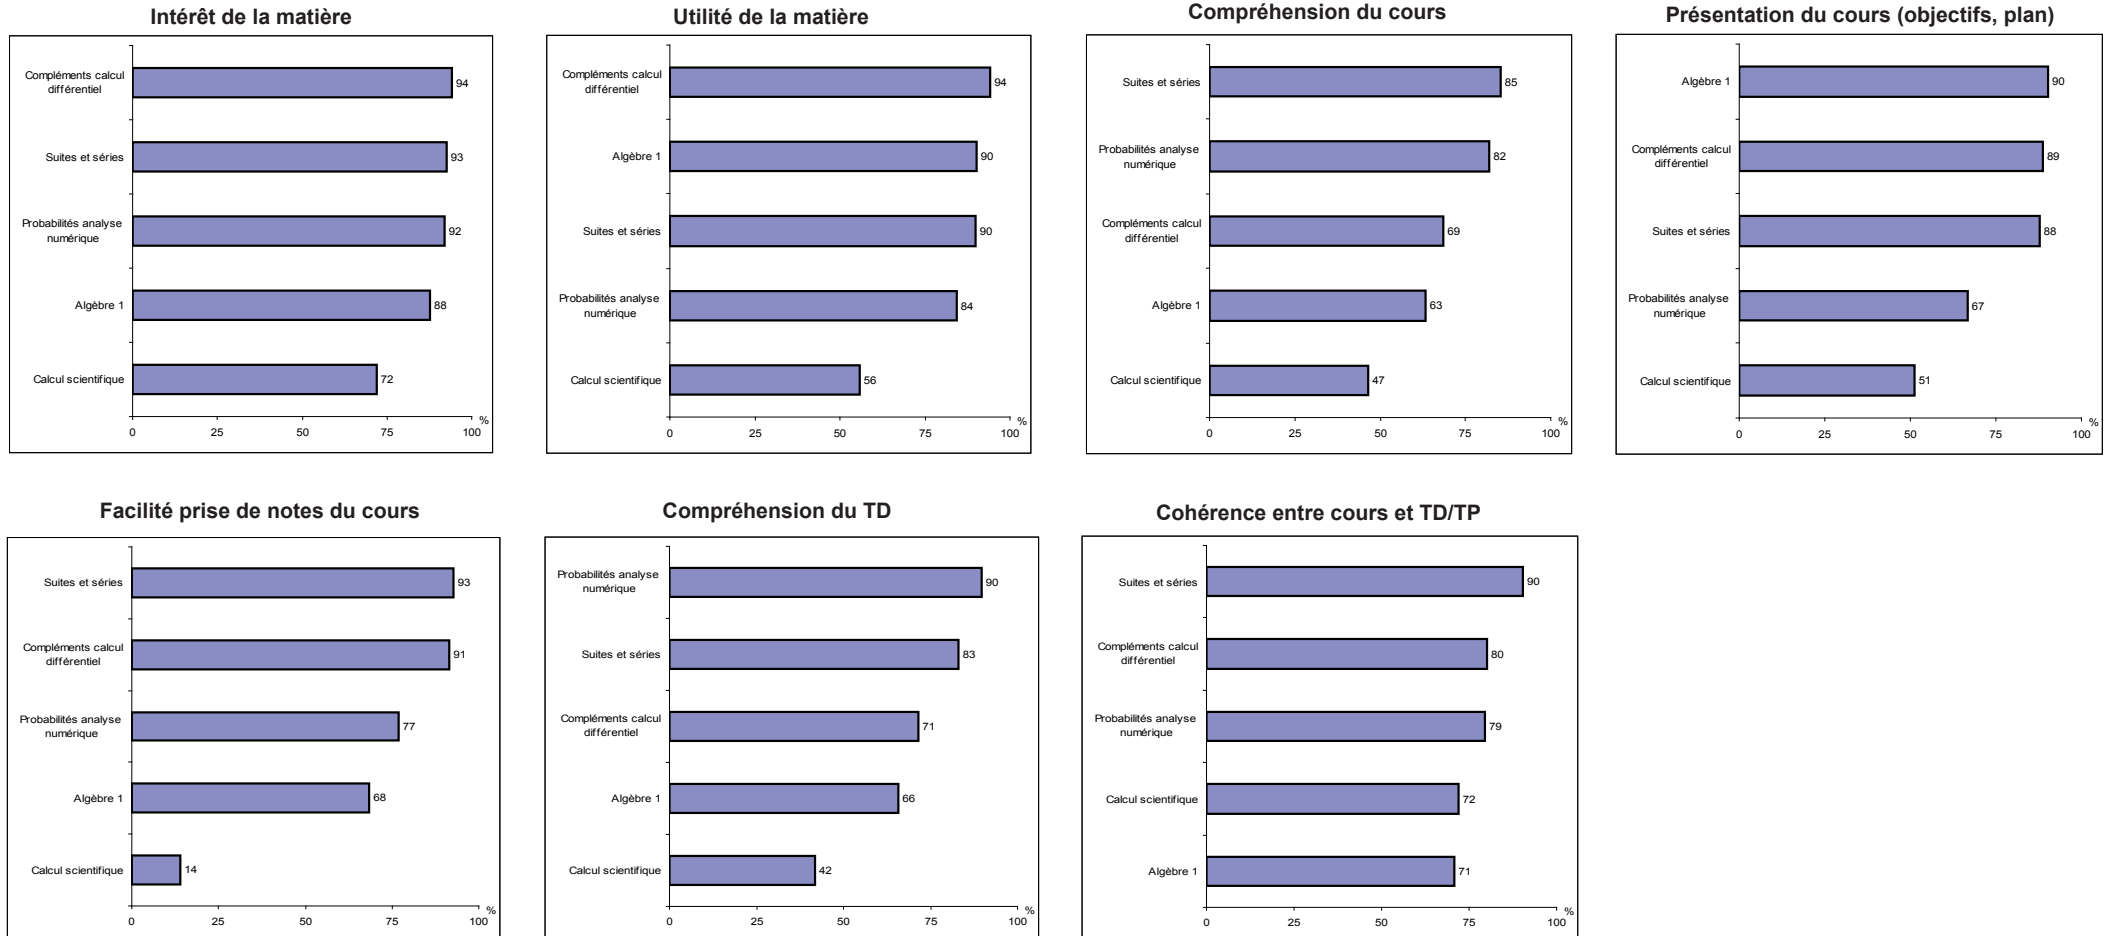 Intérêt de la matière
Compléments calcul
différentiel
94
Suites et séries
93
Probabilités analyse
numérique
92
Algèbre 1
88
Calcul scientifique
72
%
0 25 50 75 100
Utilité de la matière
Compléments calcul
différentiel
94
Algèbre 1
90
Suites et séries
90
Probabilités analyse
numérique
84
Calcul scientifique
56
%
0 25 50 75 100
Compréhension du cours
Suites et séries
85
Probabilités analyse
numérique
82
Compléments calcul
différentiel
69
Algèbre 1
63
Calcul scientifique
47
%
0 25 50 75 100
Présentation du cours (objectifs, plan)
Algèbre 1
90
Compléments calcul
différentiel
89
Suites et séries
88
Probabilités analyse
numérique
67
Calcul scientifique
51
%
0 25 50 75 100
Facilité prise de notes du cours
Suites et séries
93
Compléments calcul
différentiel
91
Probabilités analyse
numérique
77
Algèbre 1
68
Calcul scientifique
14
%
0 25 50 75 100
Compréhension du TD
Probabilités analyse
numérique
90
Suites et séries
83
Compléments calcul
différentiel
71
Algèbre 1
66
Calcul scientifique
42
%
0 25 50 75 100
Cohérence entre cours et TD/TP
Suites et séries
90
Compléments calcul
différentiel
80
Probabilités analyse
numérique
79
Calcul scientifique
72
Algèbre 1
71
%
0 25 50 75 100